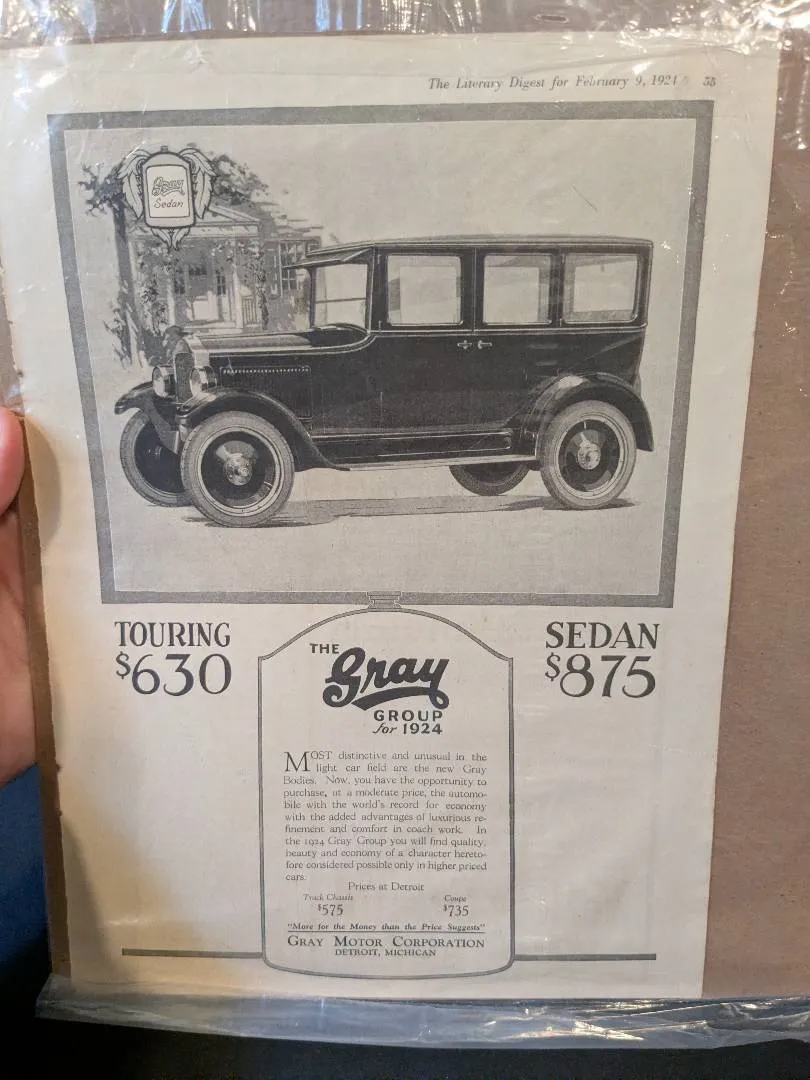 The Literary Digest for February 9, 1924 35
Gray
Sedan
TOURING
$630
SEDAN
$875
THE
Gray
GROUP
for 1924
MOST distinctive and unusual in the
light car field are the new Gray
Bodies. Now, you have the opportunity to
purchase, at a moderate price, the automo-
bile with the world's record for economy
with the added advantages of luxurious re-
finement and comfort in coach work. In
the 1924 Gray Group you will find quality,
beauty and economy of a character hereto-
fore considered possible only in higher priced
cars.
Prices at Detroit
Truck Chassis Coupe
$575 $735
"More for the Money than the Price Suggests"
GRAY MOTOR CORPORATION
DETROIT, MICHICAN